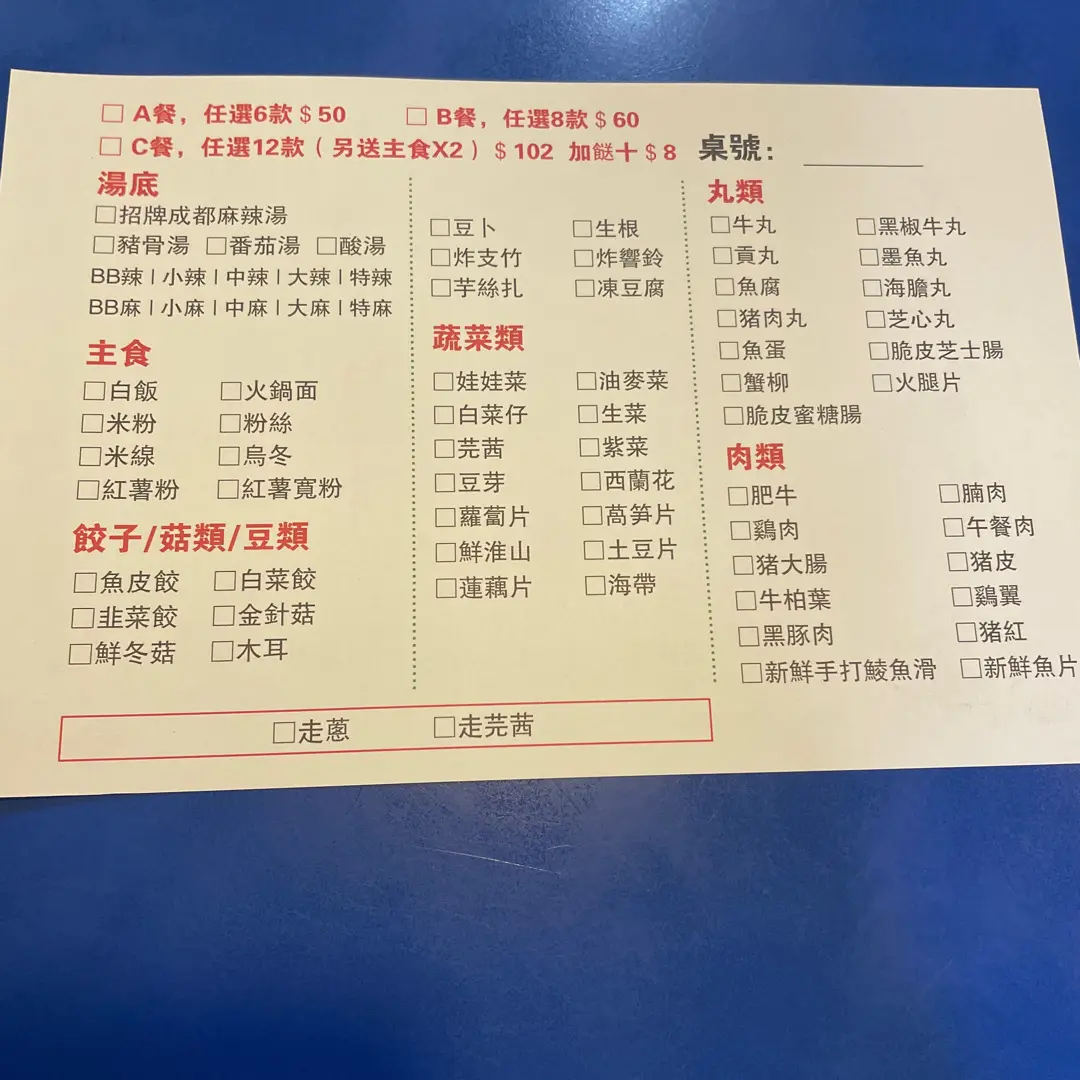 □ A餐，任選6款 $50 □ B餐，任選8款 $60
□ C餐，任選12款（另送主食X2）$102 加餸十 $8 桌號：
湯底
□招牌成都麻辣湯
□豬骨湯 □番茄湯 □酸湯
BB辣 | 小辣 | 中辣 | 大辣 | 特辣
BB麻 | 小麻 | 中麻 | 大麻 | 特麻
主食
□白飯 □火鍋面
□米粉 □粉絲
□米線 □烏冬
□紅薯粉 □紅薯寬粉
餃子/菇類/豆類
□魚皮餃 □白菜餃
□韭菜餃 □金針菇
□鮮冬菇 □木耳
□豆卜 □生根
□炸支竹 □炸響鈴
□芋絲扎 □凍豆腐
蔬菜類
□娃娃菜 □油麥菜
□白菜仔 □生菜
□芫茜 □紫菜
□豆芽 □西蘭花
□蘿蔔片 □萵笋片
□鮮淮山 □土豆片
□蓮藕片 □海帶
丸類
□牛丸 □黑椒牛丸
□貢丸 □墨魚丸
□魚腐 □海膽丸
□猪肉丸 □芝心丸
□魚蛋 □脆皮芝士腸
□蟹柳 □火腿片
□脆皮蜜糖腸
肉類
□肥牛 □腩肉
□鷄肉 □午餐肉
□猪大腸 □猪皮
□牛柏葉 □鷄翼
□黑豚肉 □猪紅
□新鮮手打鯪魚滑 □新鮮魚片
□走蔥 □走芫茜